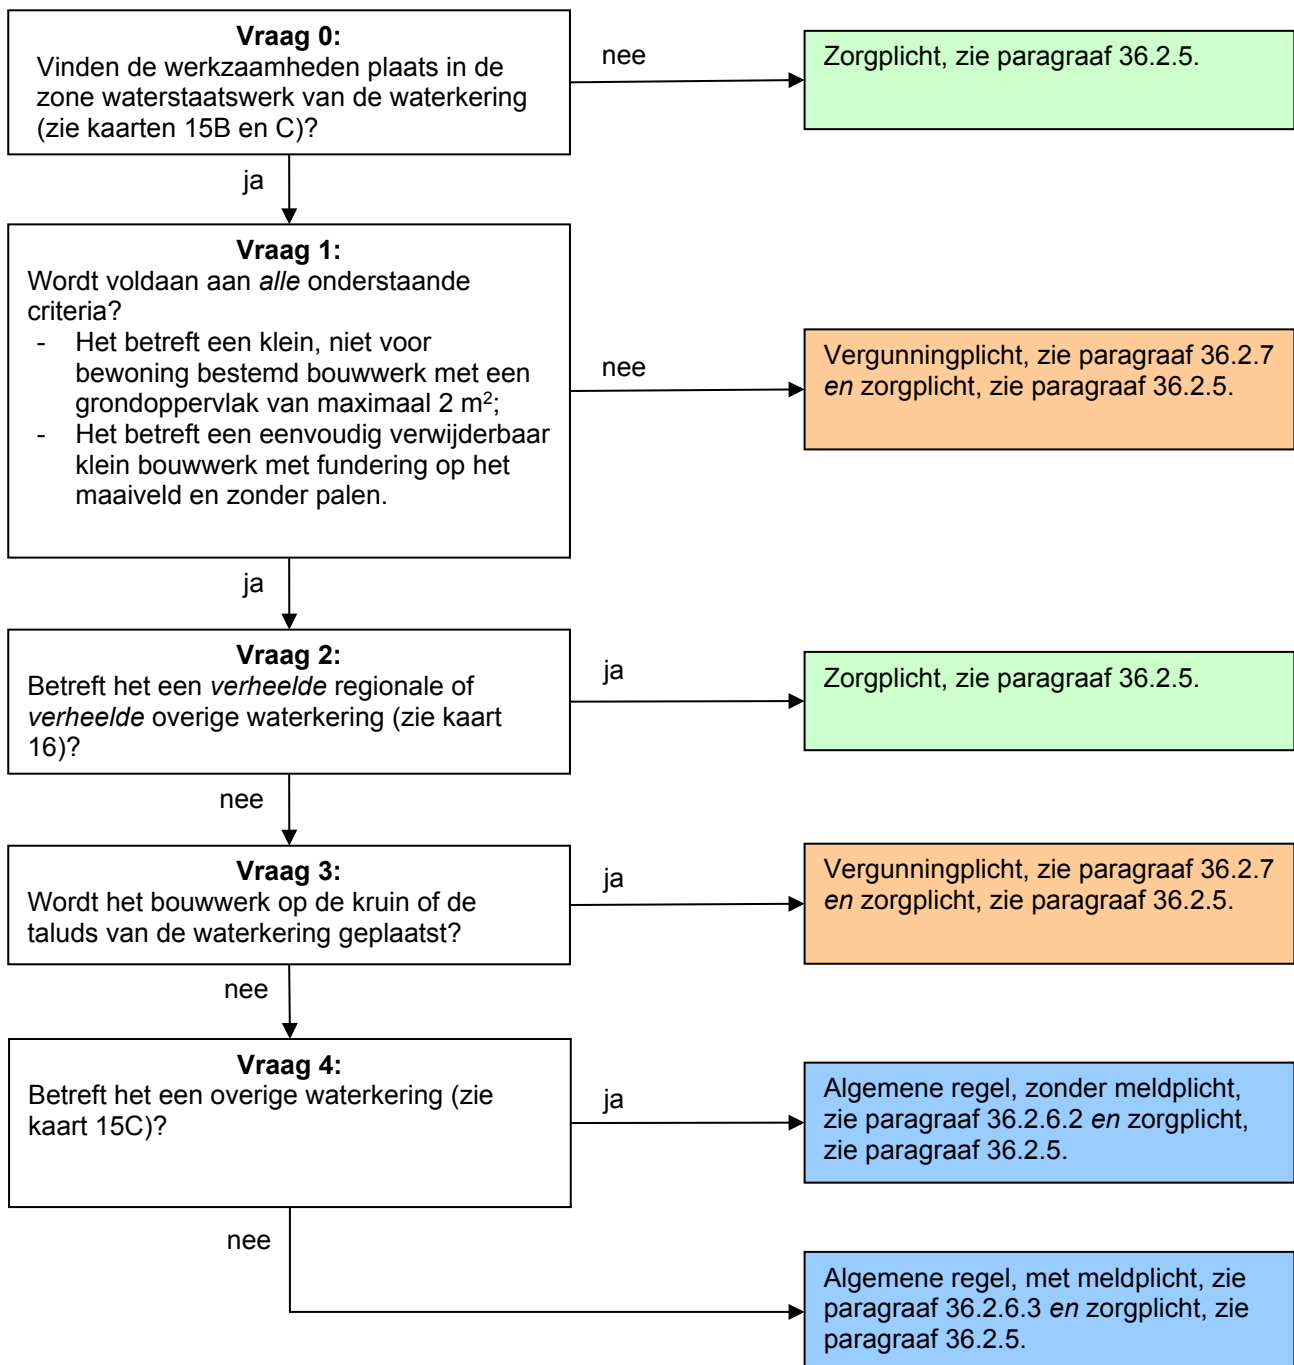 Vraag 0:
Vinden de werkzaamheden plaats in de
zone waterstaatswerk van de waterkering
(zie kaarten 15B en C)?
nee
Zorgplicht, zie paragraaf 36.2.5.
ja
Vraag 1:
Wordt voldaan aan alle onderstaande
criteria?
- Het betreft een klein, niet voor
bewoning bestemd bouwwerk met een
grondoppervlak van maximaal 2 m²;
- Het betreft een eenvoudig verwijderbaar
klein bouwwerk met fundering op het
maaiveld en zonder palen.
nee
Vergunningplicht, zie paragraaf 36.2.7
en zorgplicht, zie paragraaf 36.2.5.
ja
Vraag 2:
Betreft het een verheelde regionale of
verheelde overige waterkering (zie kaart
16)?
ja
Zorgplicht, zie paragraaf 36.2.5.
nee
Vraag 3:
Wordt het bouwwerk op de kruin of de
taluds van de waterkering geplaatst?
ja
Vergunningplicht, zie paragraaf 36.2.7
en zorgplicht, zie paragraaf 36.2.5.
nee
Vraag 4:
Betreft het een overige waterkering (zie
kaart 15C)?
ja
Algemene regel, zonder meldplicht,
zie paragraaf 36.2.6.2 en zorgplicht,
zie paragraaf 36.2.5.
nee
Algemene regel, met meldplicht, zie
paragraaf 36.2.6.3 en zorgplicht, zie
paragraaf 36.2.5.